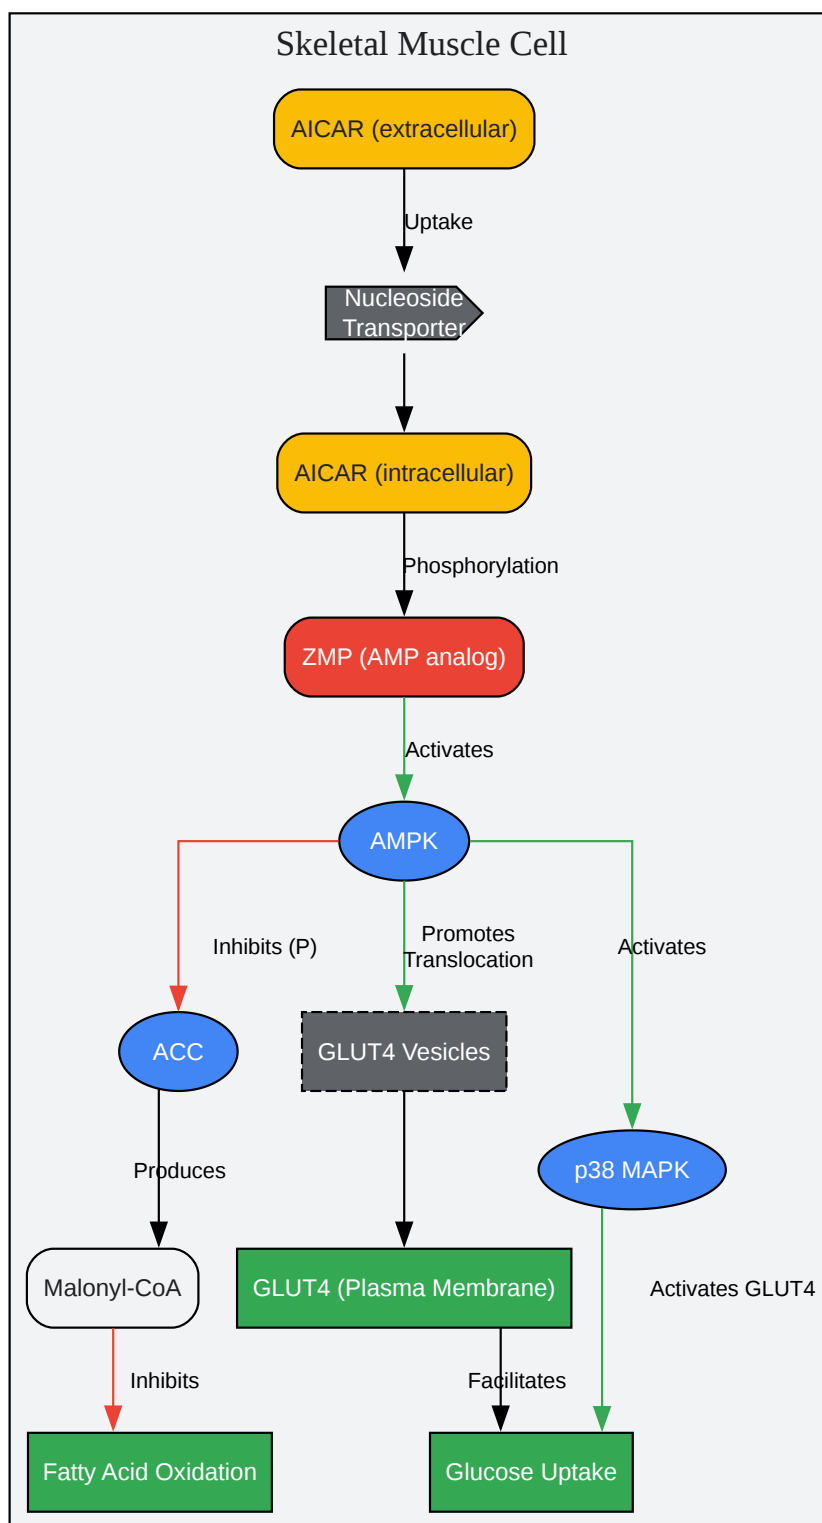 Skeletal Muscle Cell
AICAR (extracellular)
Uptake
Nucleoside
Transporter
AICAR (intracellular)
Phosphorylation
ZMP (AMP analog)
Activates
AMPK
Inhibits (P)
Promotes
Translocation
Activates
ACC
GLUT4 Vesicles
p38 MAPK
Produces
Malonyl-CoA
GLUT4 (Plasma Membrane)
Activates GLUT4
Inhibits
Facilitates
Fatty Acid Oxidation
Glucose Uptake